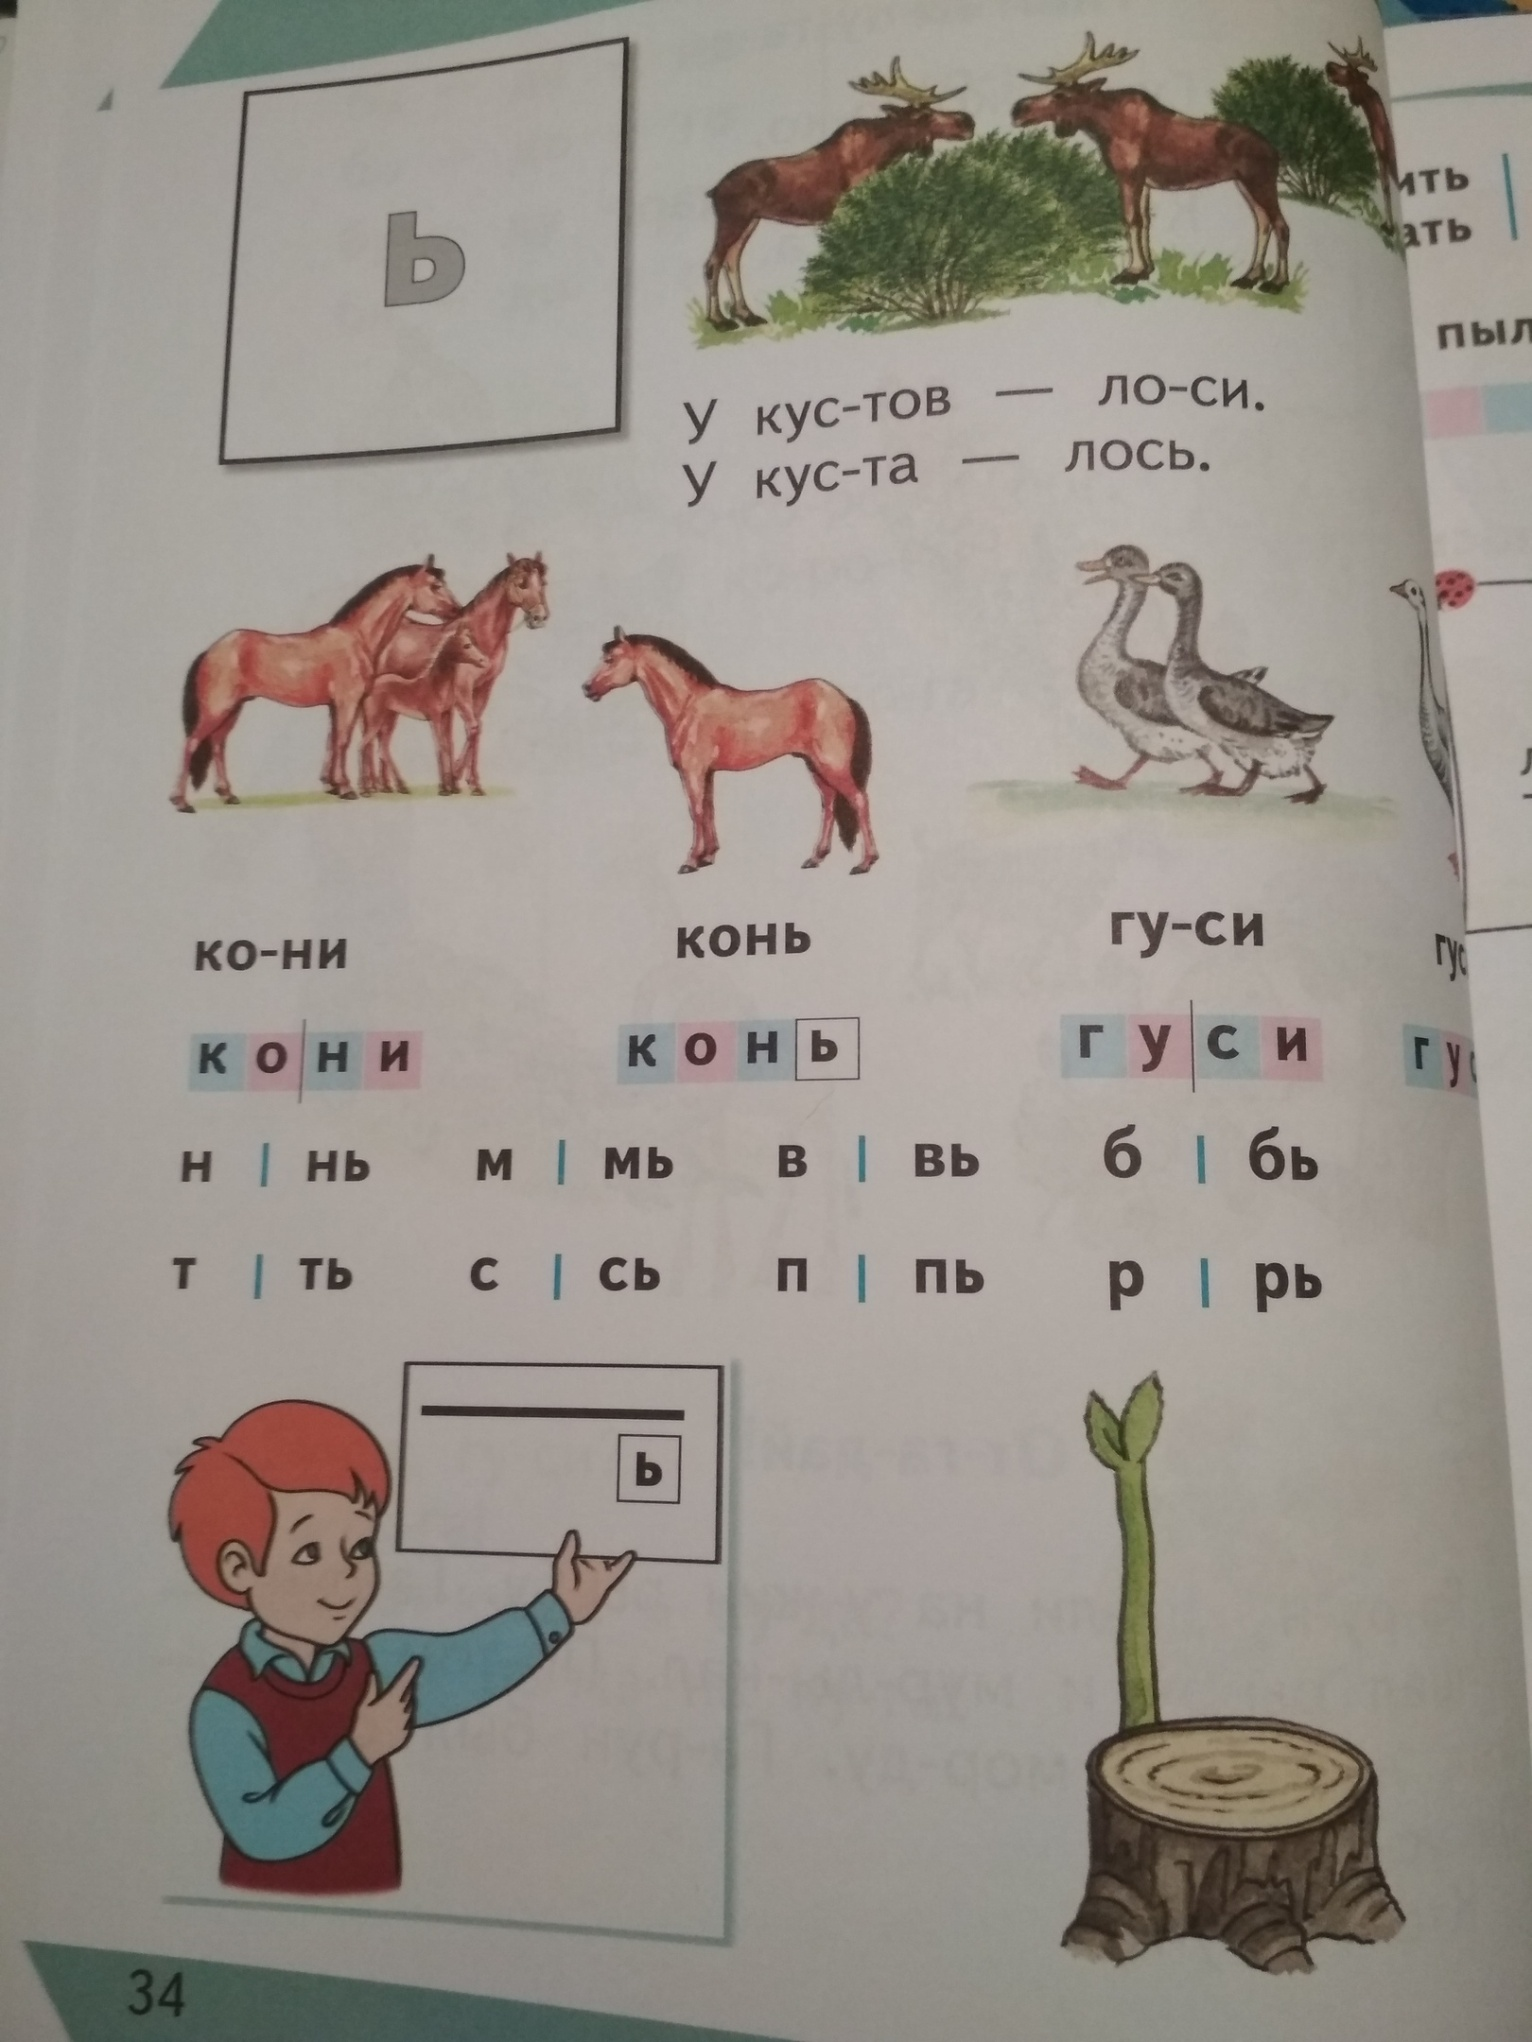 ь
У кус-тов — ло-си.
У кус-та — лось.
ко-ни конь гу-си
к о н и к о н ь г у с и
н | нь м | мь в | вь б | бь
т | ть с | сь п | пь р | рь
ь
34